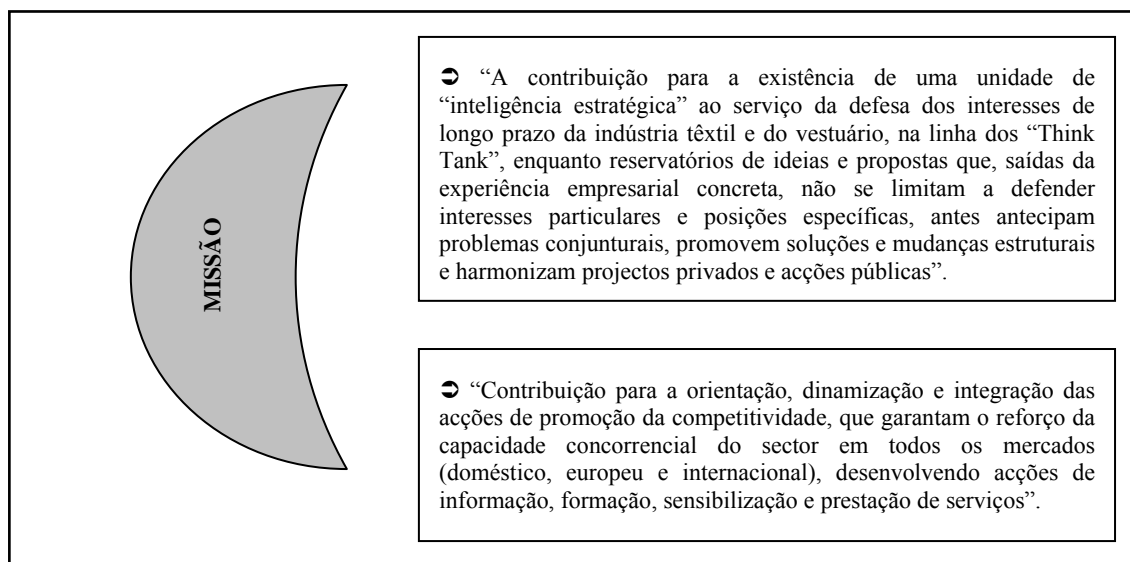 MISSÃO
➲ “A contribuição para a existência de uma unidade de
“inteligência estratégica” ao serviço da defesa dos interesses de
longo prazo da indústria têxtil e do vestuário, na linha dos “Think
Tank”, enquanto reservatórios de ideias e propostas que, saídas da
experiência empresarial concreta, não se limitam a defender
interesses particulares e posições específicas, antes antecipam
problemas conjunturais, promovem soluções e mudanças estruturais
e harmonizam projectos privados e acções públicas”.
➲ “Contribuição para a orientação, dinamização e integração das
acções de promoção da competitividade, que garantam o reforço da
capacidade concorrencial do sector em todos os mercados
(doméstico, europeu e internacional), desenvolvendo acções de
informação, formação, sensibilização e prestação de serviços”.